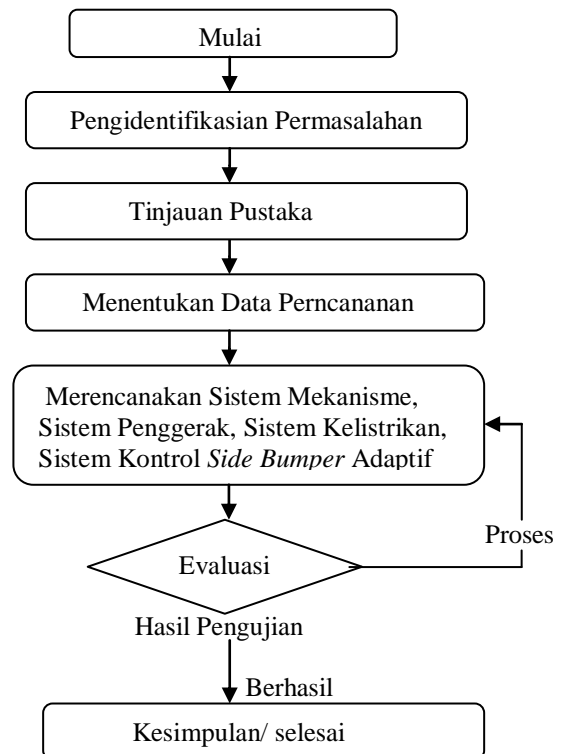 Mulai
Pengidentifikasian Permasalahan
Tinjauan Pustaka
Menentukan Data Perncananan
Merencanakan Sistem Mekanisme,
Sistem Penggerak, Sistem Kelistrikan,
Sistem Kontrol Side Bumper Adaptif
Proses
Evaluasi
Hasil Pengujian
Berhasil
Kesimpulan/ selesai